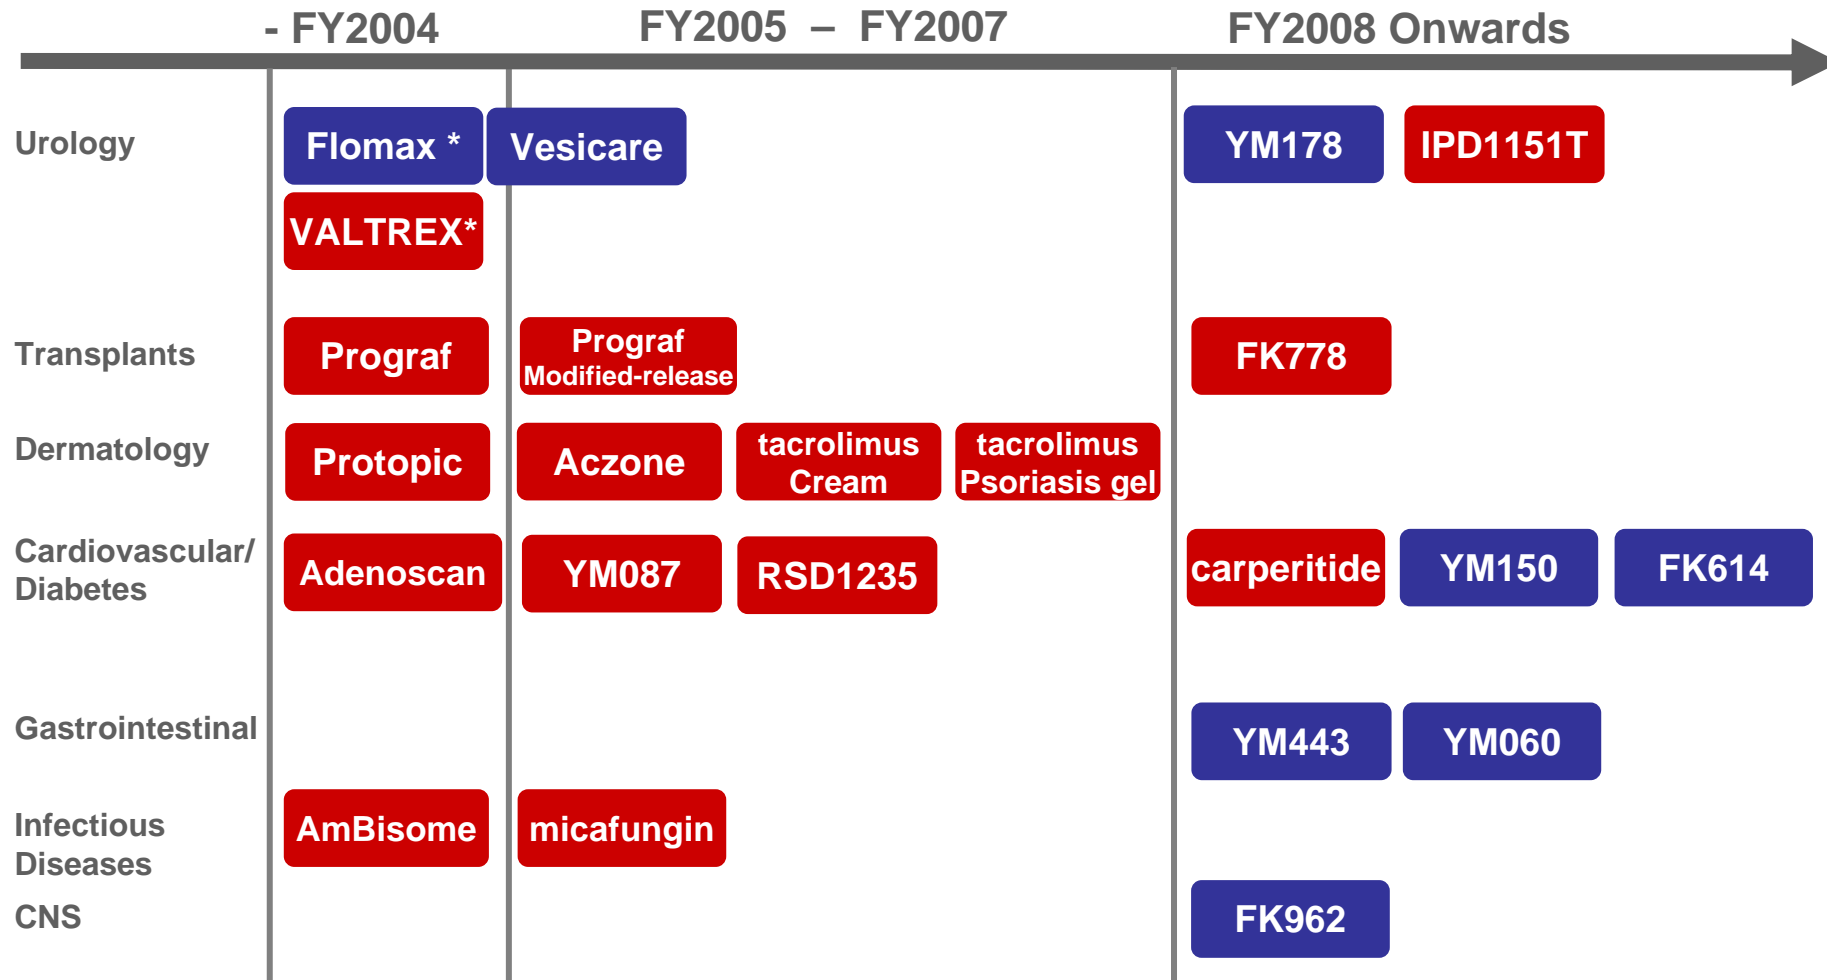 - FY2004
FY2005 – FY2007
FY2008 Onwards
Urology
Flomax *
Vesicare
YM178
IPD1151T
VALTREX*
Transplants
Prograf
Prograf
Modified-release
FK778
Dermatology
Protopic
Aczone
tacrolimus
Cream
tacrolimus
Psoriasis gel
Cardiovascular/
Diabetes
Adenoscan
YM087
RSD1235
carperitide
YM150
FK614
Gastrointestinal
YM443
YM060
Infectious
Diseases
AmBisome
micafungin
CNS
FK962